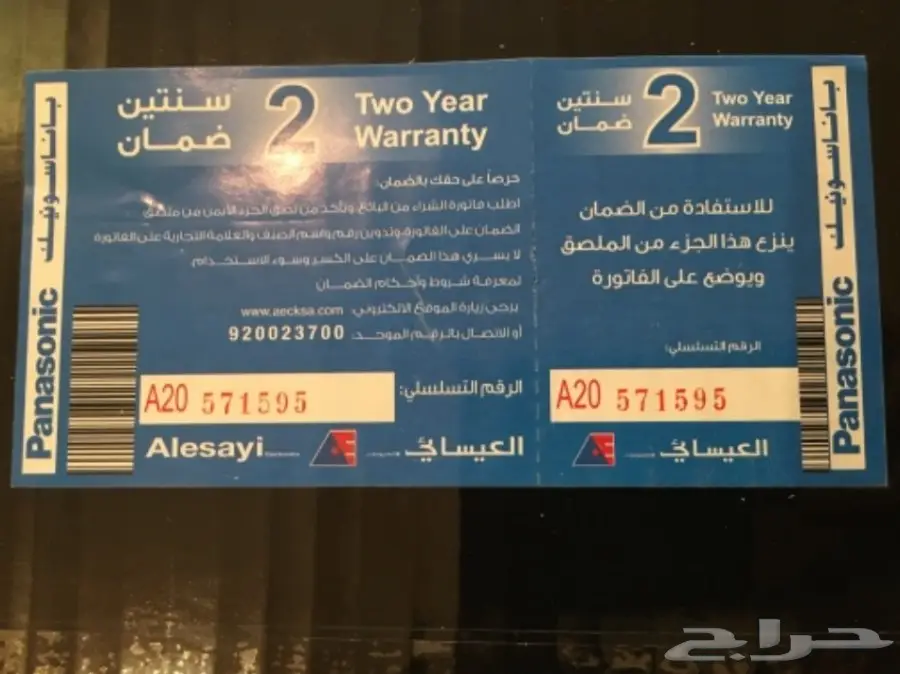 باناسونيك
Panasonic
سنتين
ضمان
2
Two Year
Warranty
للاستفادة من الضمان
ينزع هذا الجزء من الملصق
ويوضع على الفاتورة
الرقم التسلسلي:
A20 571595
العيسائي
باناسونيك
Panasonic
سنتين
ضمان
2
Two Year
Warranty
حرصاً على حقك بالضمان:
اطلب فاتورة الشراء من البائع، وتأكد من لصق الجزء الأيمن من ملصق
الضمان على الفاتورة وتدوين رقم واسم الصنف والعلامة التجارية على الفاتورة
لا يسري هذا الضمان على الكسر وسوء الاستخدام.
لمعرفة شروط وأحكام الضمان
يرجى زيارة الموقع الالكتروني: www.aecksa.com
أو الاتصال بالرقم الموحد: 920023700
الرقم التسلسلي:
A20 571595
Alesayi
العيسائي
حراج